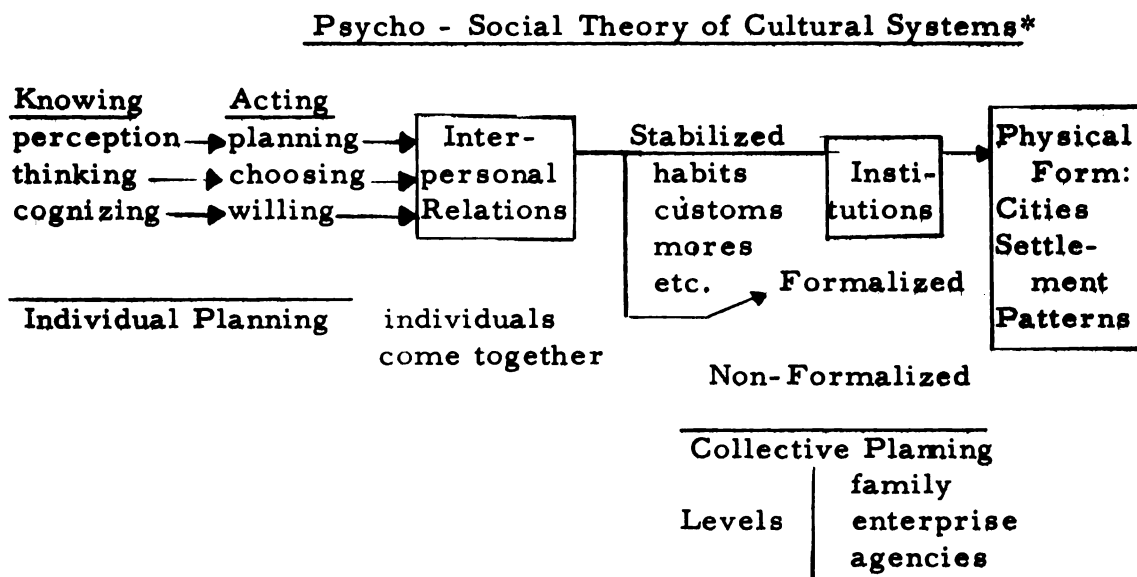 Psycho - Social Theory of Cultural Systems*
Knowing Acting
perception planning
thinking choosing
cognizing willing
Inter-
personal
Relations
Stabilized
habits
customs
mores
etc.
Formalized
Insti-
tutions
Physical
Form:
Cities
Settle-
ment
Patterns
Individual Planning
individuals
come together
Non-Formalized
Collective Planning
Levels
family
enterprise
agencies